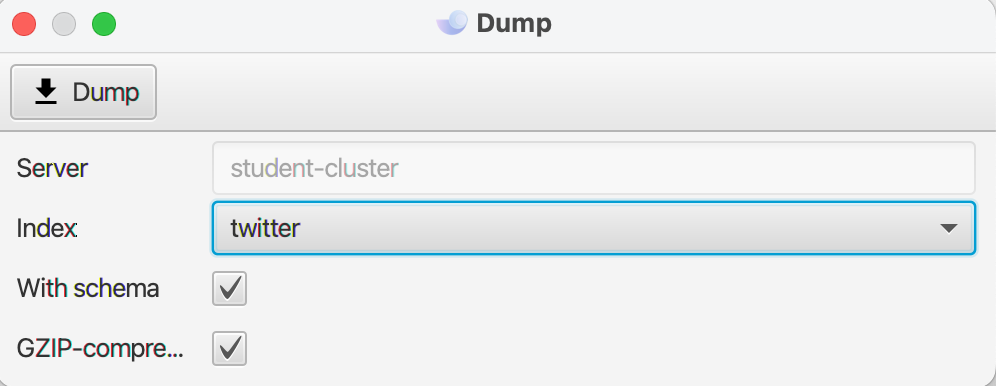 Dump
Dump
Server student-cluster
Index twitter
With schema
GZIP-compre...